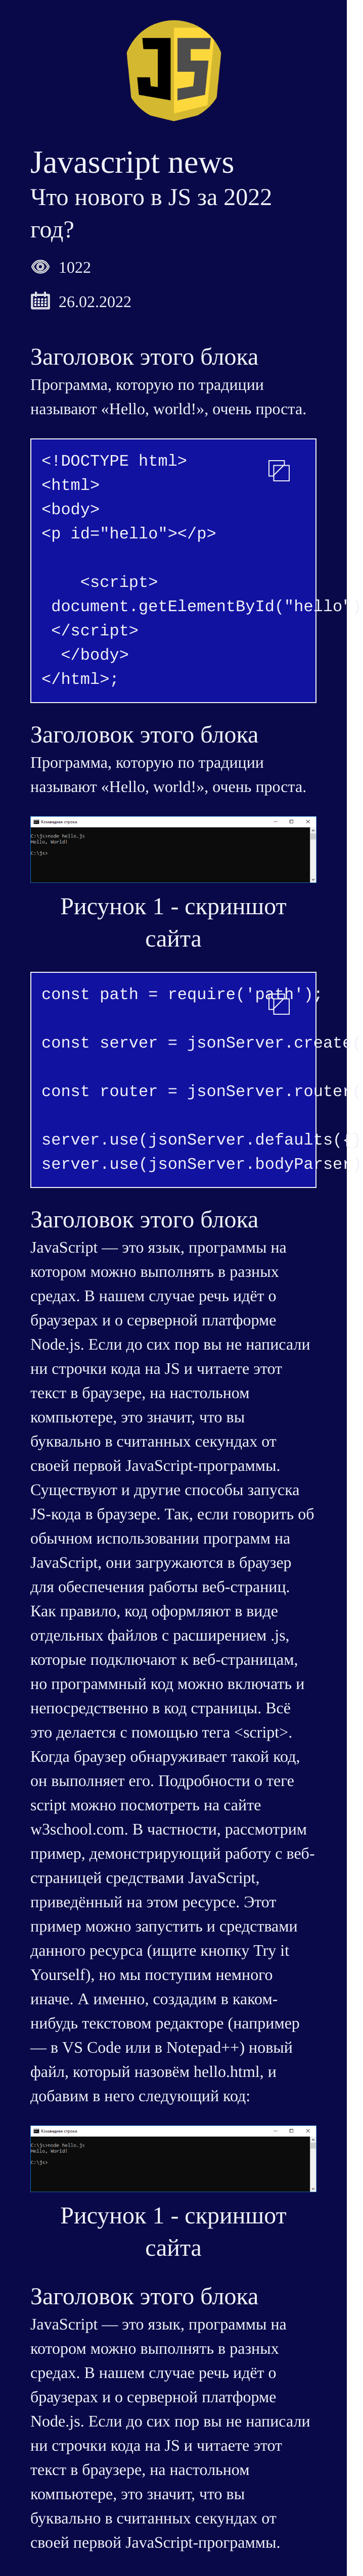 JS
Javascript news
Что нового в JS за 2022
год?
1022
26.02.2022
Заголовок этого блока
Программа, которую по традиции
называют «Hello, world!», очень проста.
<!DOCTYPE html>
<html>
<body>
<p id="hello"></p>
<script>
document.getElementById("hello"
</script>
</body>
</html>;
Заголовок этого блока
Программа, которую по традиции
называют «Hello, world!», очень проста.
Командная строка
C:\js>node hello.js
Hello, World!
C:\js>
Рисунок 1 - скриншот
сайта
const path = require('path');
const server = jsonServer.create
const router = jsonServer.router
server.use(jsonServer.defaults({
server.use(jsonServer.bodyParser
Заголовок этого блока
JavaScript — это язык, программы на
котором можно выполнять в разных
средах. В нашем случае речь идёт о
браузерах и о серверной платформе
Node.js. Если до сих пор вы не написали
ни строчки кода на JS и читаете этот
текст в браузере, на настольном
компьютере, это значит, что вы
буквально в считанных секундах от
своей первой JavaScript-программы.
Существуют и другие способы запуска
JS-кода в браузере. Так, если говорить об
обычном использовании программ на
JavaScript, они загружаются в браузер
для обеспечения работы веб-страниц.
Как правило, код оформляют в виде
отдельных файлов с расширением .js,
которые подключают к веб-страницам,
но программный код можно включать и
непосредственно в код страницы. Всё
это делается с помощью тега <script>.
Когда браузер обнаруживает такой код,
он выполняет его. Подробности о теге
script можно посмотреть на сайте
w3school.com. В частности, рассмотрим
пример, демонстрирующий работу с веб-
страницей средствами JavaScript,
приведённый на этом ресурсе. Этот
пример можно запустить и средствами
данного ресурса (ищите кнопку Try it
Yourself), но мы поступим немного
иначе. А именно, создадим в каком-
нибудь текстовом редакторе (например
— в VS Code или в Notepad++) новый
файл, который назовём hello.html, и
добавим в него следующий код:
Командная строка
C:\js>node hello.js
Hello, World!
C:\js>
Рисунок 1 - скриншот
сайта
Заголовок этого блока
JavaScript — это язык, программы на
котором можно выполнять в разных
средах. В нашем случае речь идёт о
браузерах и о серверной платформе
Node.js. Если до сих пор вы не написали
ни строчки кода на JS и читаете этот
текст в браузере, на настольном
компьютере, это значит, что вы
буквально в считанных секундах от
своей первой JavaScript-программы.